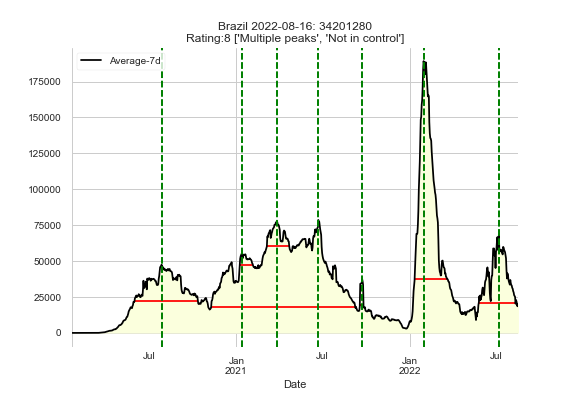 Brazil 2022-08-16: 34201280
Rating:8 ['Multiple peaks', 'Not in control']
Average-7d
175000
150000
125000
100000
75000
50000
25000
0
Jul
Jan
2021
Jul
Jan
2022
Jul
Date